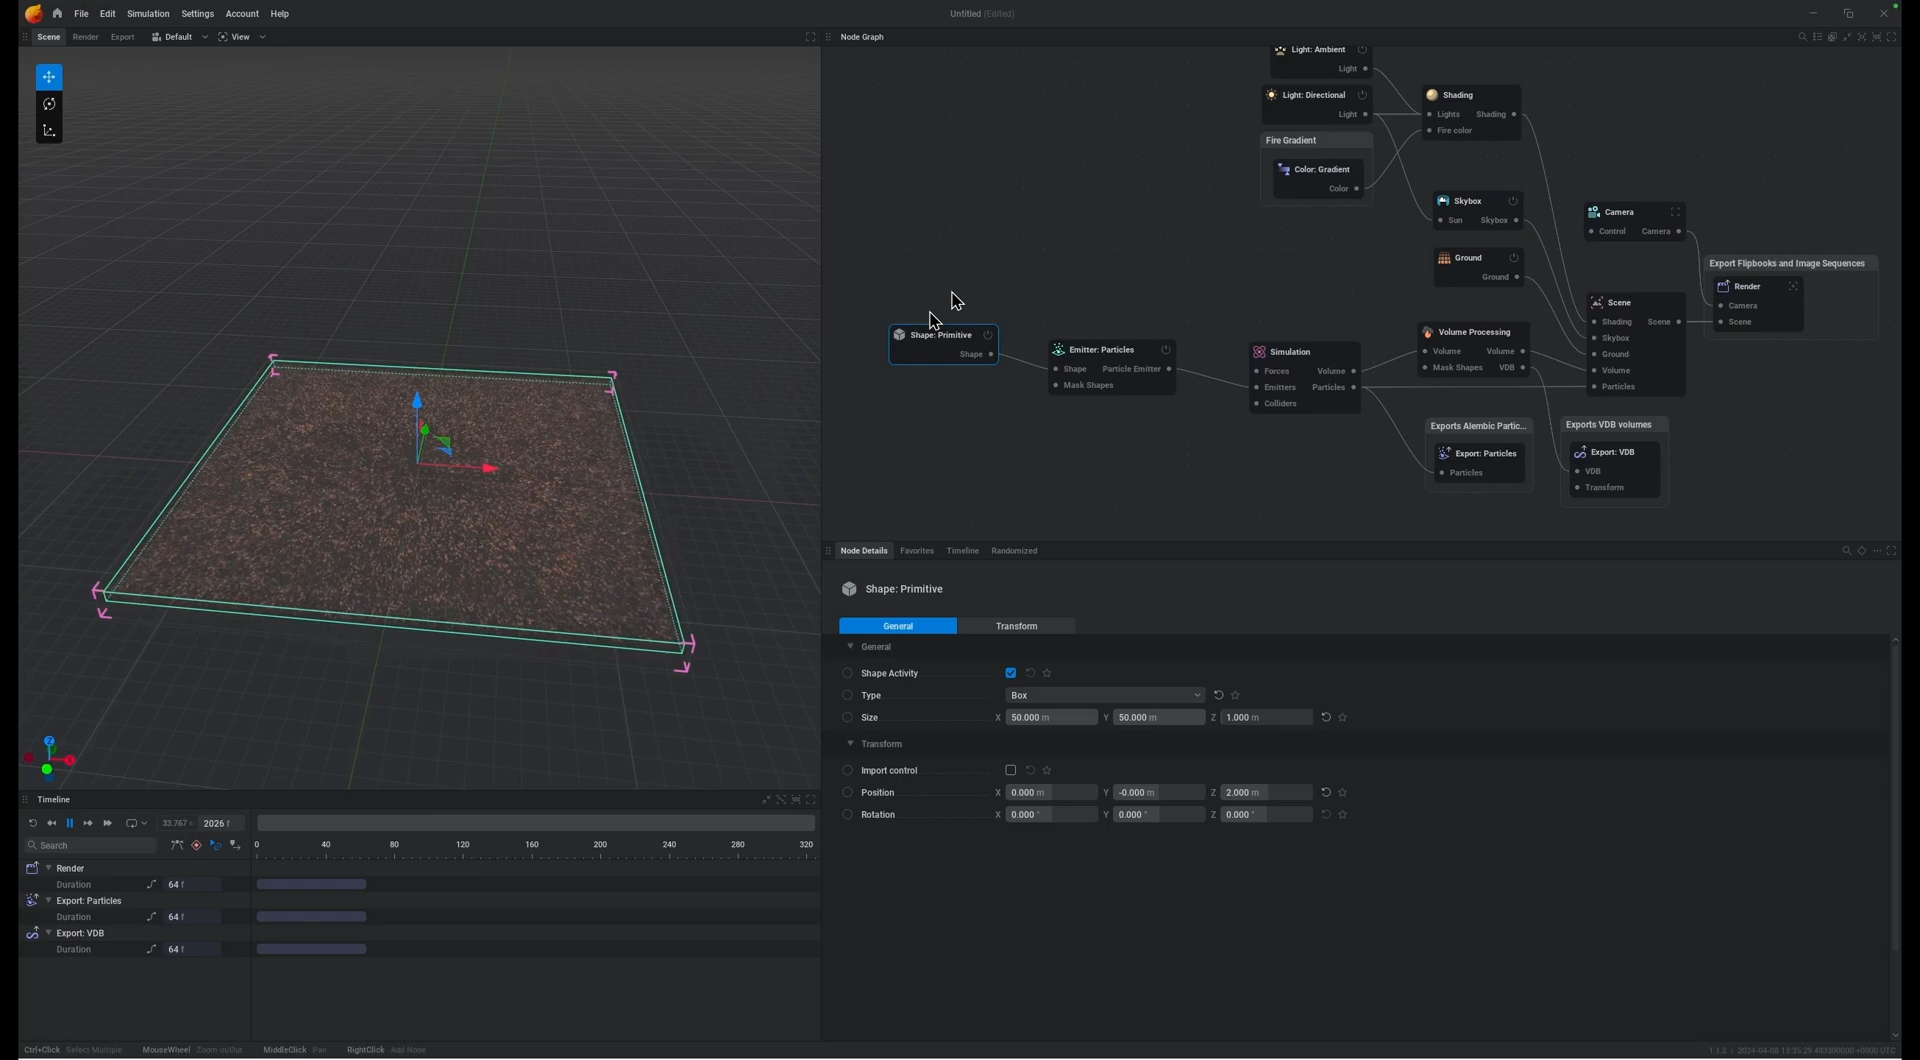 File Edit Simulation Settings Account Help
Untitled (Edited)
Scene Render Export Default View
Node Graph
Light: Ambient
Light
Light: Directional
Light
Fire Gradient
Color: Gradient
Color
Shading
Lights Shading
Fire color
Skybox
Sun Skybox
Ground
Ground
Camera
Control Camera
Export Flipbooks and Image Sequences
Render
Camera
Scene
Scene
Shading Scene
Skybox
Ground
Volume
Particles
Shape: Primitive
Shape
Emitter: Particles
Shape Particle Emitter
Mask Shapes
Simulation
Forces Volume
Emitters Particles
Colliders
Volume Processing
Volume Volume
Mask Shapes VDB
Exports Alembic Partic...
Export: Particles
Particles
Exports VDB volumes
Export: VDB
VDB
Transform
Node Details Favorites Timeline Randomized
Shape: Primitive
General Transform
General
Shape Activity
Type Box
Size X 50.000 m Y 50.000 m Z 1.000 m
Transform
Import control
Position X 0.000 m Y -0.000 m Z 2.000 m
Rotation X 0.000 ° Y 0.000 ° Z 0.000 °
Z
X
Timeline
33.767 s 2026 f
Search
0 40 80 120 160 200 240 280 320
Render
Duration 64 f
Export: Particles
Duration 64 f
Export: VDB
Duration 64 f
Ctrl+Click Select Multiple MouseWheel Zoom-in/Out MiddleClick Pan RightClick Add Node